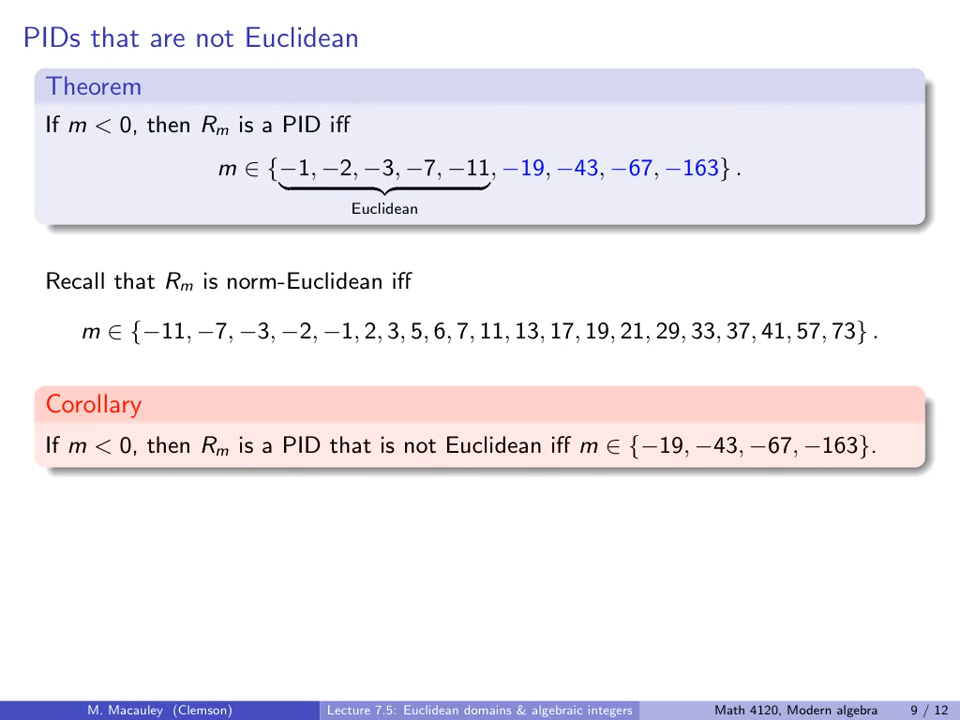 PIDs that are not Euclidean
Theorem
If m < 0, then Rₘ is a PID iff
m ∈ {−1, −2, −3, −7, −11, −19, −43, −67, −163} .
Euclidean
Recall that Rₘ is norm-Euclidean iff
m ∈ {−11, −7, −3, −2, −1, 2, 3, 5, 6, 7, 11, 13, 17, 19, 21, 29, 33, 37, 41, 57, 73} .
Corollary
If m < 0, then Rₘ is a PID that is not Euclidean iff m ∈ {−19, −43, −67, −163}.
M. Macauley (Clemson) Lecture 7.5: Euclidean domains & algebraic integers Math 4120, Modern algebra 9 / 12